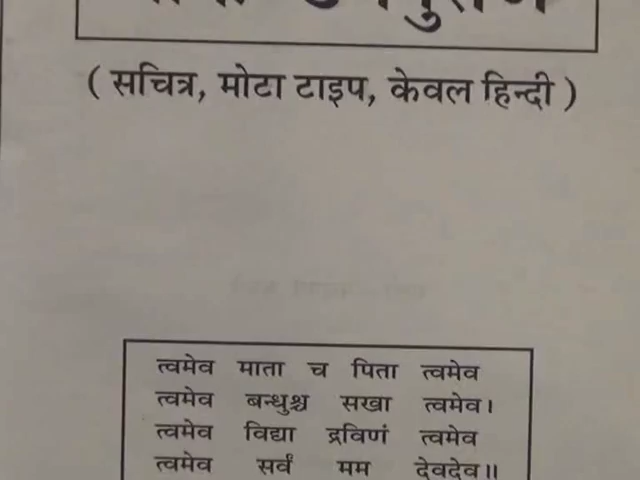 ( सचित्र, मोटा टाइप, केवल हिन्दी )
त्वमेव माता च पिता त्वमेव
त्वमेव बन्धुश्च सखा त्वमेव।
त्वमेव विद्या द्रविणं त्वमेव
त्वमेव सर्वं मम देवदेव॥